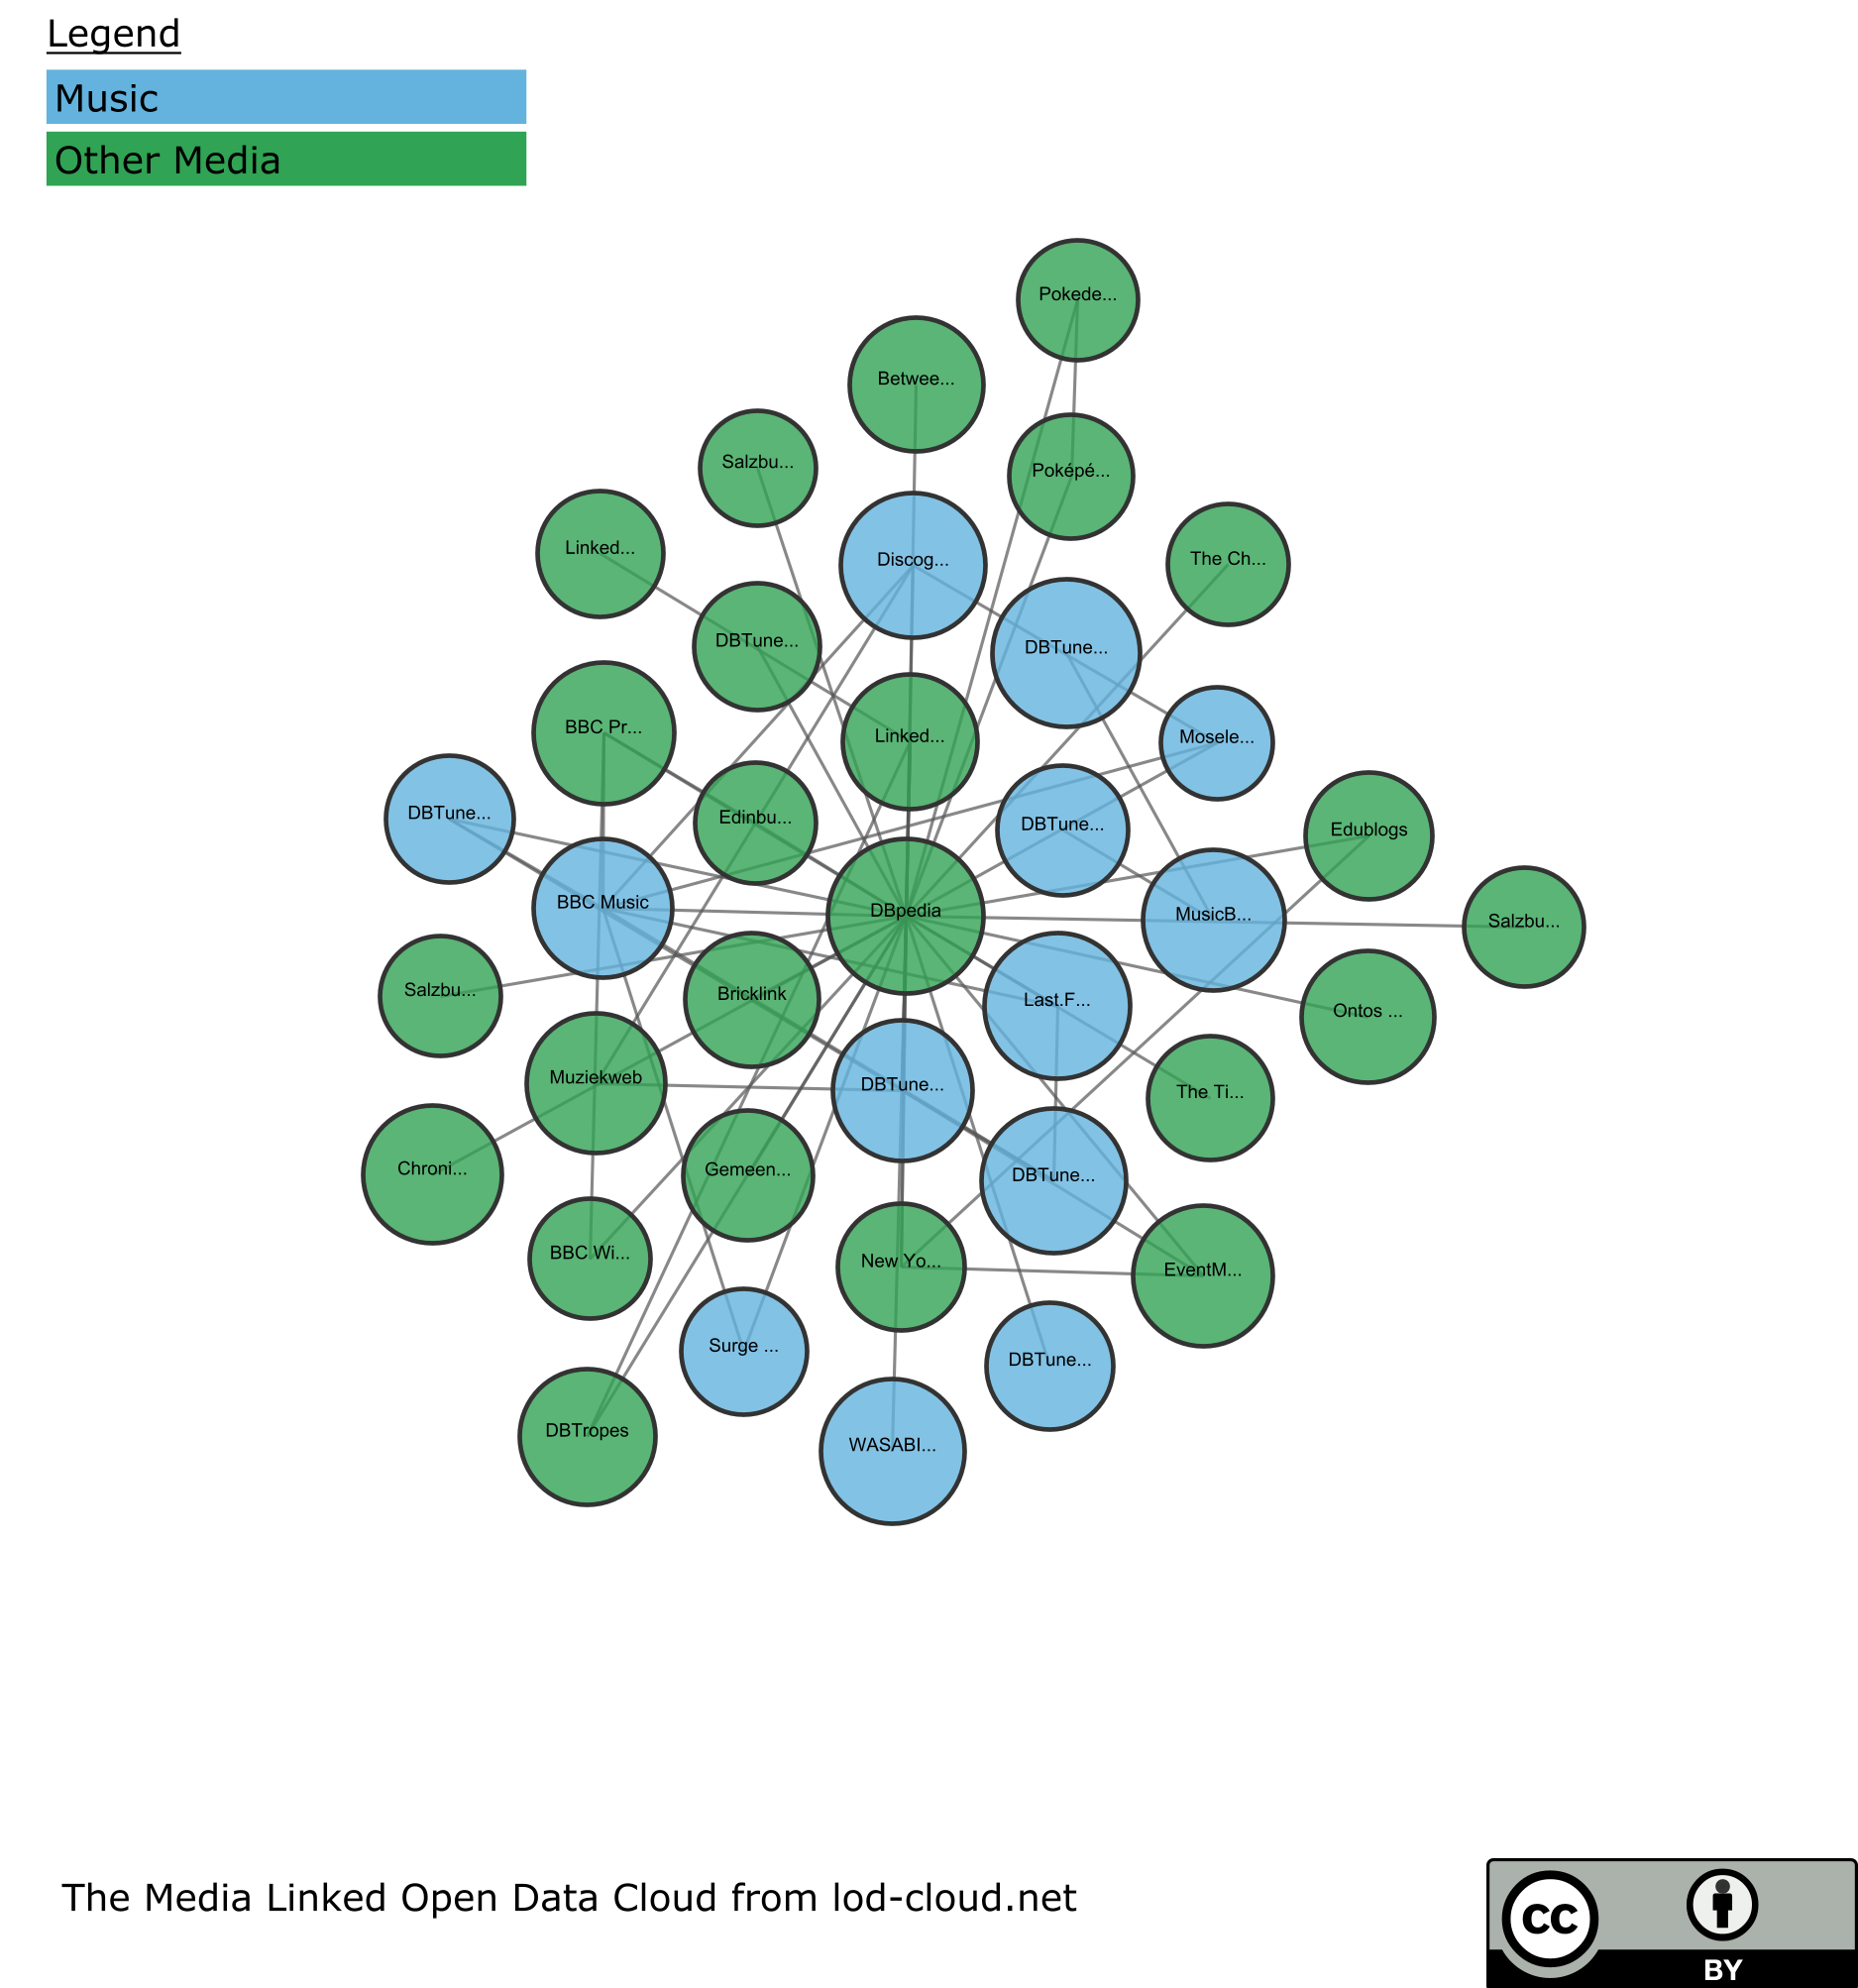 Legend
Music
Other Media
Pokede...
Betwee...
Salzbu...
Poképé...
Linked...
Discog...
The Ch...
DBTune...
DBTune...
BBC Pr...
Linked...
Mosele...
DBTune...
Edinbu...
DBTune...
Edublogs
BBC Music
DBpedia
MusicB...
Salzbu...
Salzbu...
Bricklink
Last.F...
Ontos ...
Muziekweb
DBTune...
The Ti...
Chroni...
Gemeen...
DBTune...
BBC Wi...
New Yo...
EventM...
Surge ...
DBTune...
DBTropes
WASABI...
The Media Linked Open Data Cloud from lod-cloud.net
cc
BY